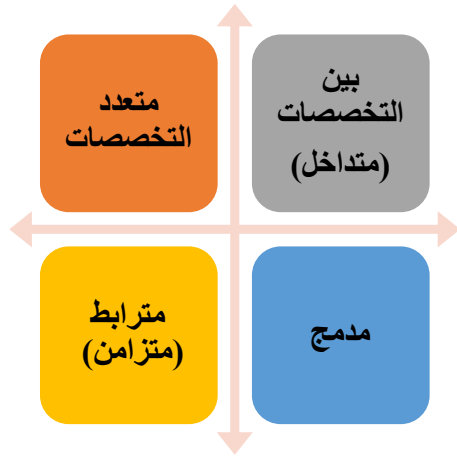 بين
التخصصات
(متداخل)
متعدد
التخصصات
مدمج
مترابط
(متزامن)